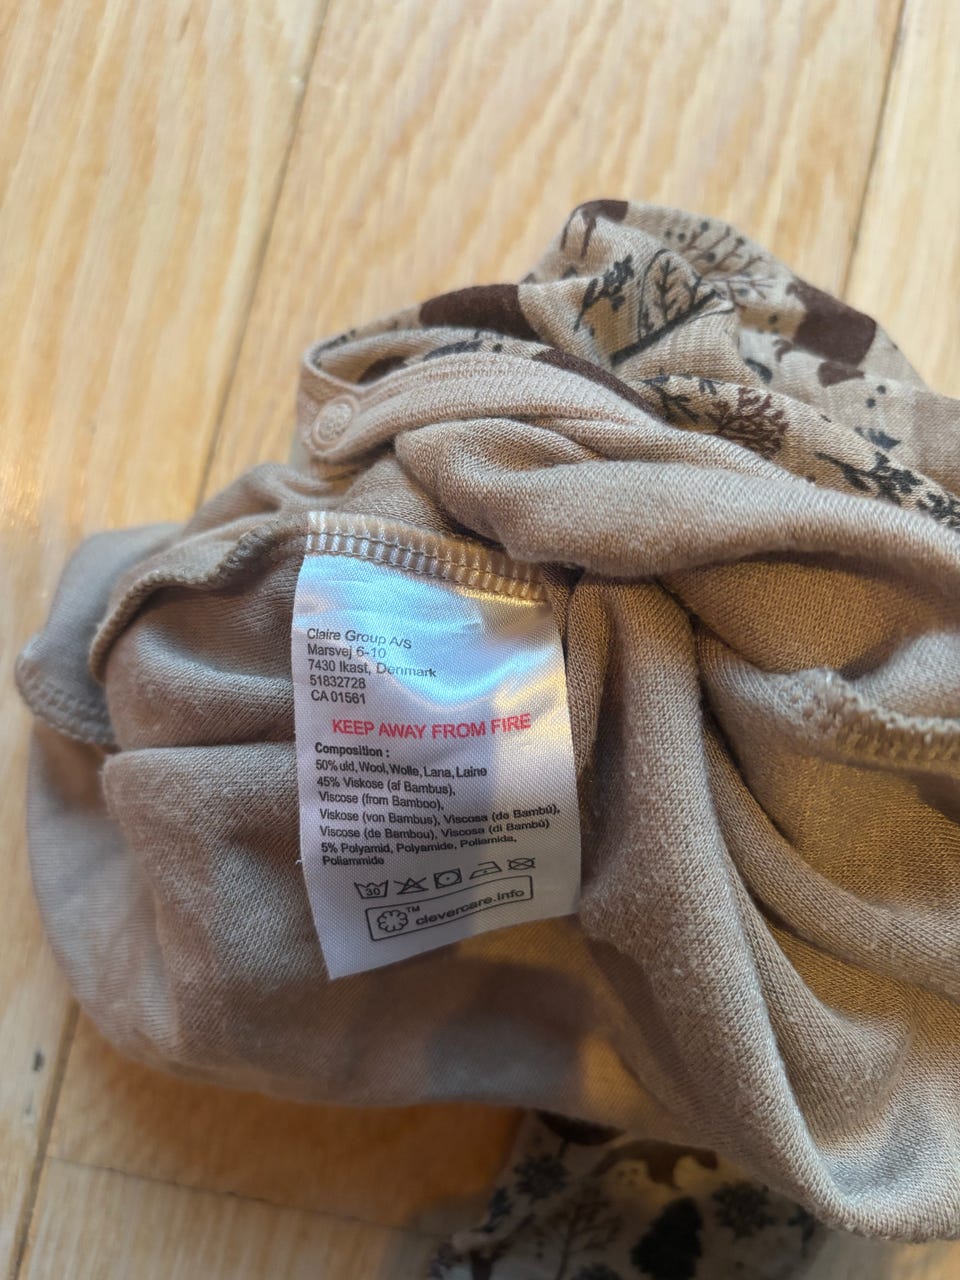 Claire Group A/S
Marsvej 6-10
7430 Ikast, Denmark
51832728
CA 01561
KEEP AWAY FROM FIRE
Composition :
50% uld, Wool, Wolle, Lana, Laine
45% Viskose (af Bambus),
Viscose (from Bamboo),
Viskose (von Bambus), Viscosa (de Bambú),
Viscose (de Bambou), Viscosa (di Bambù)
5% Polyamid, Polyamide, Poliamida,
Poliammide
30
™ clevercare.info